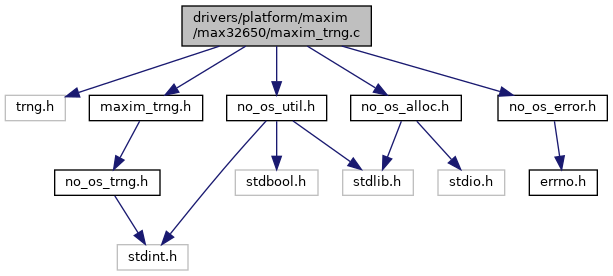 drivers/platform/maxim
/max32650/maxim_trng.c
trng.h
maxim_trng.h
no_os_util.h
no_os_alloc.h
no_os_error.h
no_os_trng.h
stdbool.h
stdlib.h
stdio.h
errno.h
stdint.h